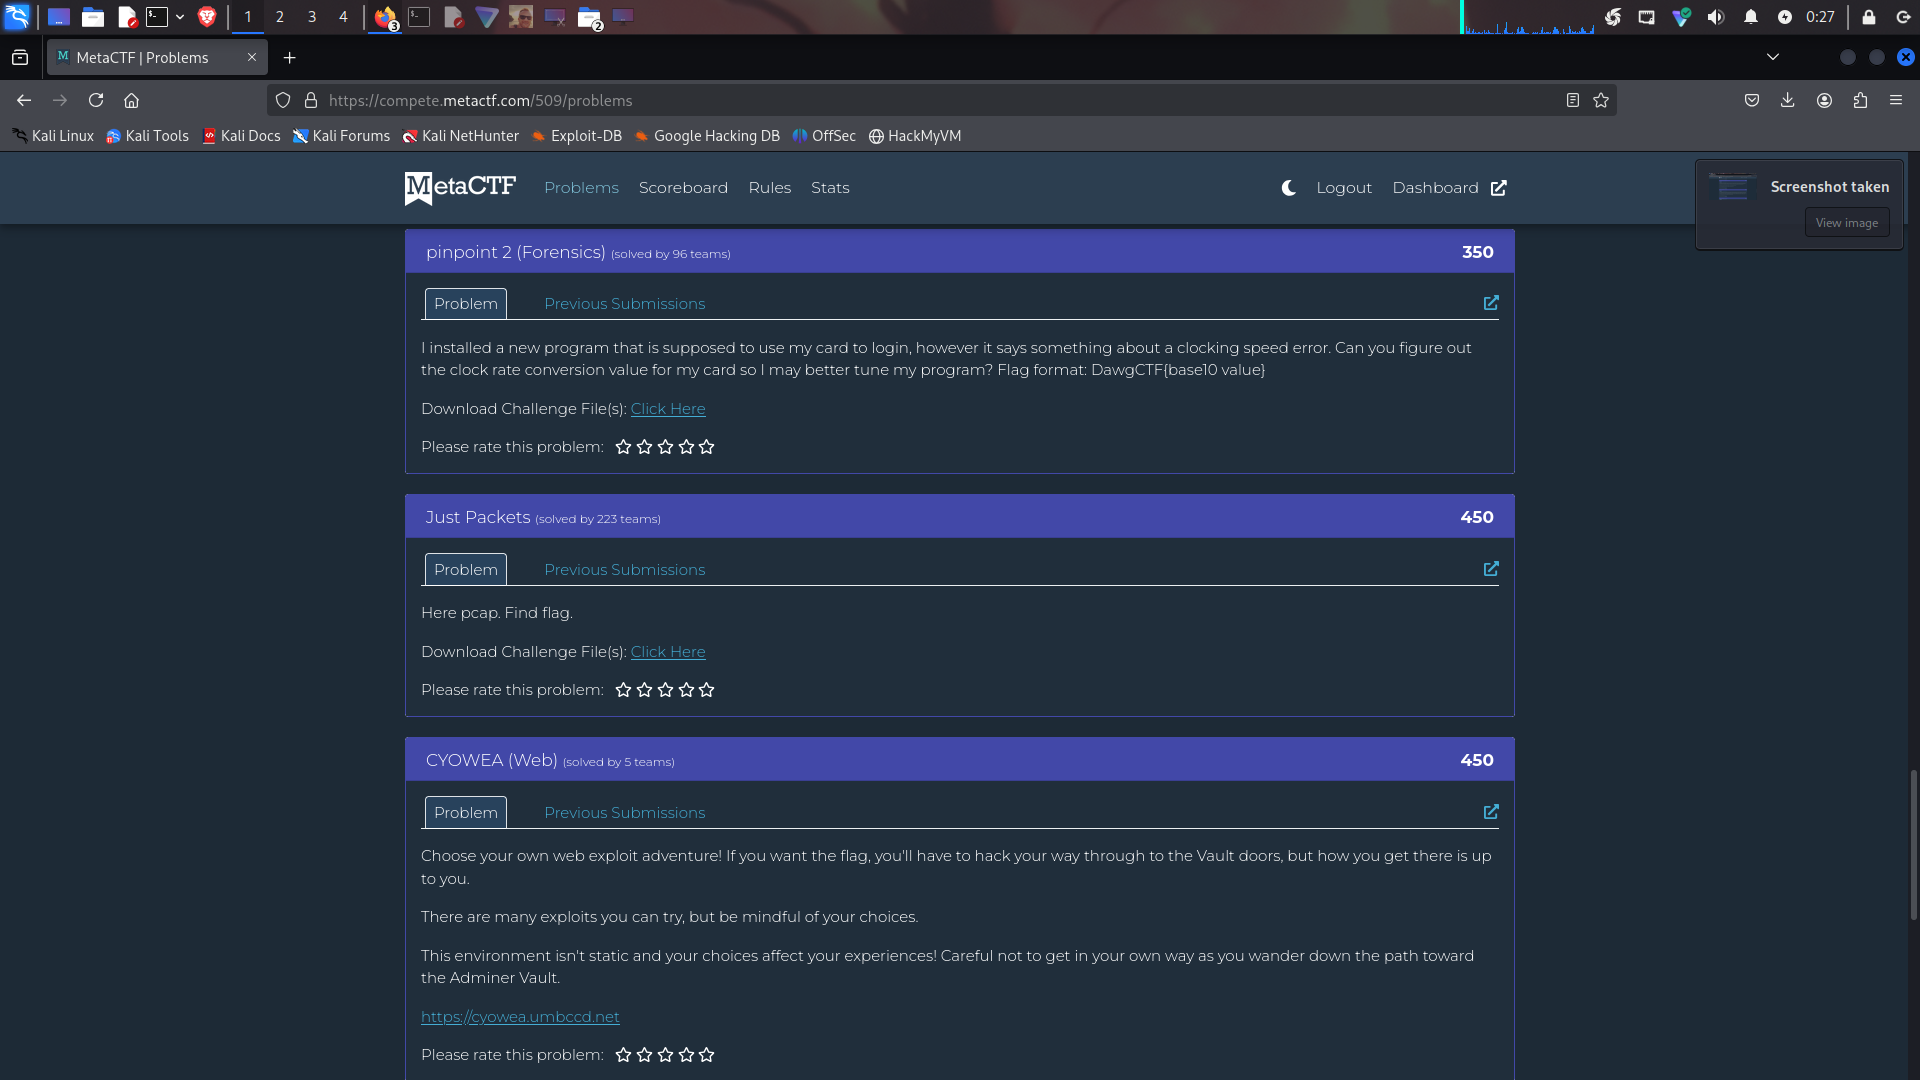 1 2 3 4 3 2 0:27
MetaCTF | Problems
https://compete.metactf.com/509/problems
Kali Linux Kali Tools Kali Docs Kali Forums Kali NetHunter Exploit-DB Google Hacking DB OffSec HackMyVM
MetaCTF Problems Scoreboard Rules Stats Logout Dashboard
Screenshot taken
View image
pinpoint 2 (Forensics) (solved by 96 teams) 350
Problem Previous Submissions
I installed a new program that is supposed to use my card to login, however it says something about a clocking speed error. Can you figure out
the clock rate conversion value for my card so I may better tune my program? Flag format: DawgCTF{base10 value}
Download Challenge File(s): Click Here
Please rate this problem:
Just Packets (solved by 223 teams) 450
Problem Previous Submissions
Here pcap. Find flag.
Download Challenge File(s): Click Here
Please rate this problem:
CYOWEA (Web) (solved by 5 teams) 450
Problem Previous Submissions
Choose your own web exploit adventure! If you want the flag, you'll have to hack your way through to the Vault doors, but how you get there is up
to you.
There are many exploits you can try, but be mindful of your choices.
This environment isn't static and your choices affect your experiences! Careful not to get in your own way as you wander down the path toward
the Adminer Vault.
https://cyowea.umbccd.net
Please rate this problem: